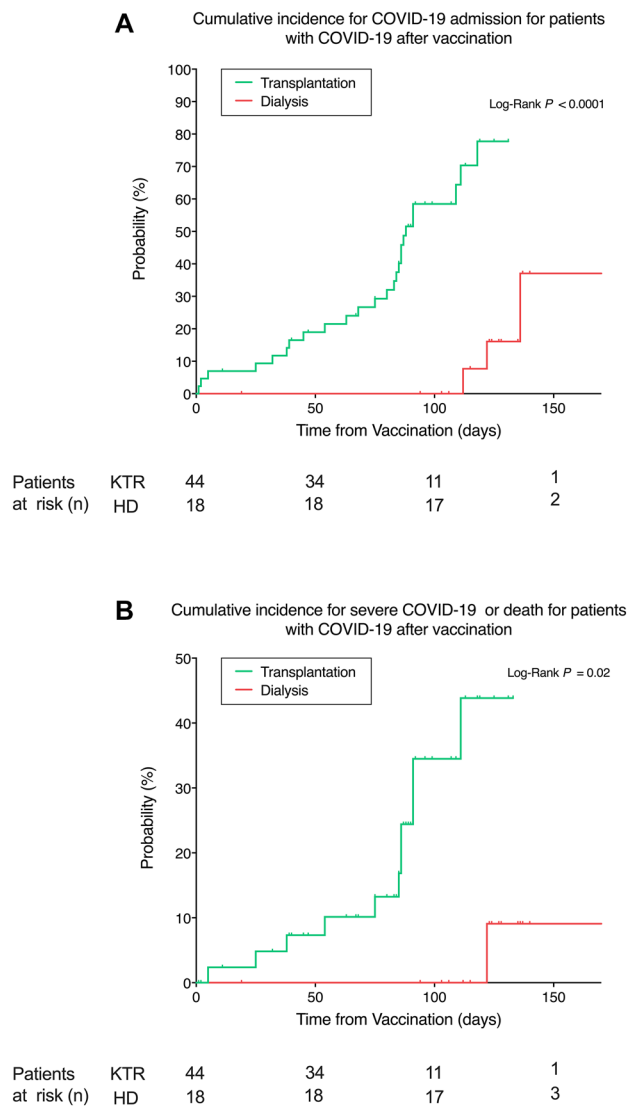 A
Cumulative incidence for COVID-19 admission for patients
with COVID-19 after vaccination
100
90
80
70
60
50
40
30
20
10
0
Probability (%)
Transplantation
Dialysis
Log-Rank P < 0.0001
0 50 100 150
Time from Vaccination (days)
Patients KTR 44 34 11 1
at risk (n) HD 18 18 17 2
B
Cumulative incidence for severe COVID-19 or death for patients
with COVID-19 after vaccination
50
40
30
20
10
0
Probability (%)
Transplantation
Dialysis
Log-Rank P = 0.02
0 50 100 150
Time from Vaccination (days)
Patients KTR 44 34 11 1
at risk (n) HD 18 18 17 3